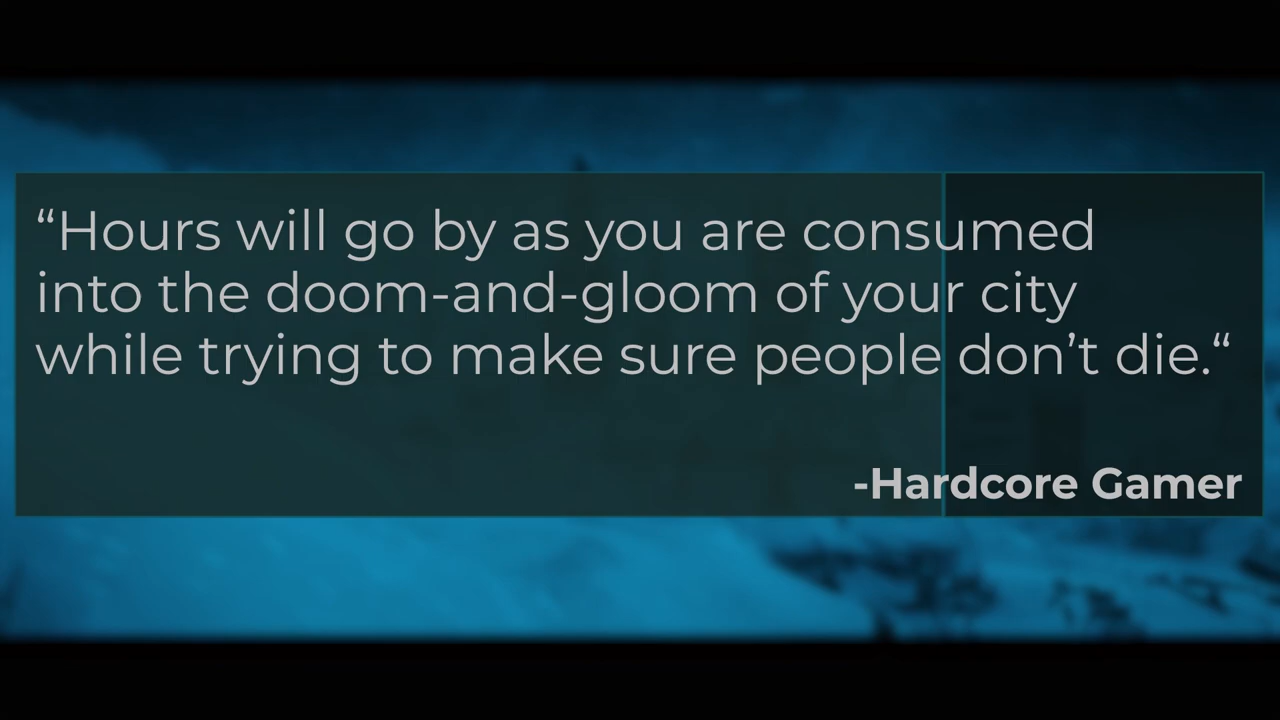 “Hours will go by as you are consumed
into the doom-and-gloom of your city
while trying to make sure people don’t die.“
-Hardcore Gamer